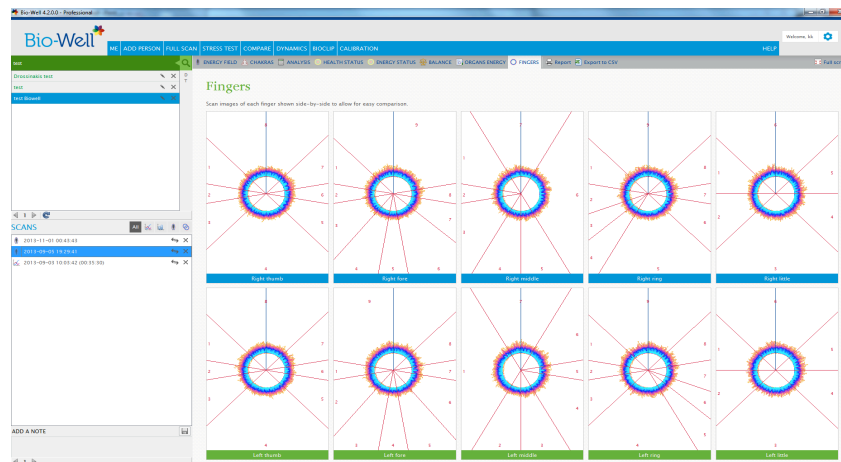 Bio-Well 4.2.0.0 - Professional
Bio-Well
ME ADD PERSON FULL SCAN STRESS TEST COMPARE DYNAMICS BIOCLIP CALIBRATION HELP
Welcome, kk
test
ENERGY FIELD CHAKRAS ANALYSIS HEALTH STATUS ENERGY STATUS BALANCE ORGANS ENERGY FINGERS Report Export to CSV
Drossinakis test
test
test Biowell
Fingers
Scan images of each finger shown side-by-side to allow for easy comparison.
SCANS
All
2013-11-01 00:43:43
2013-09-05 19:29:41
2013-09-03 10:03:42 (00:35:30)
Right thumb Right fore Right middle Right ring Right little
Left thumb Left fore Left middle Left ring Left little
ADD A NOTE